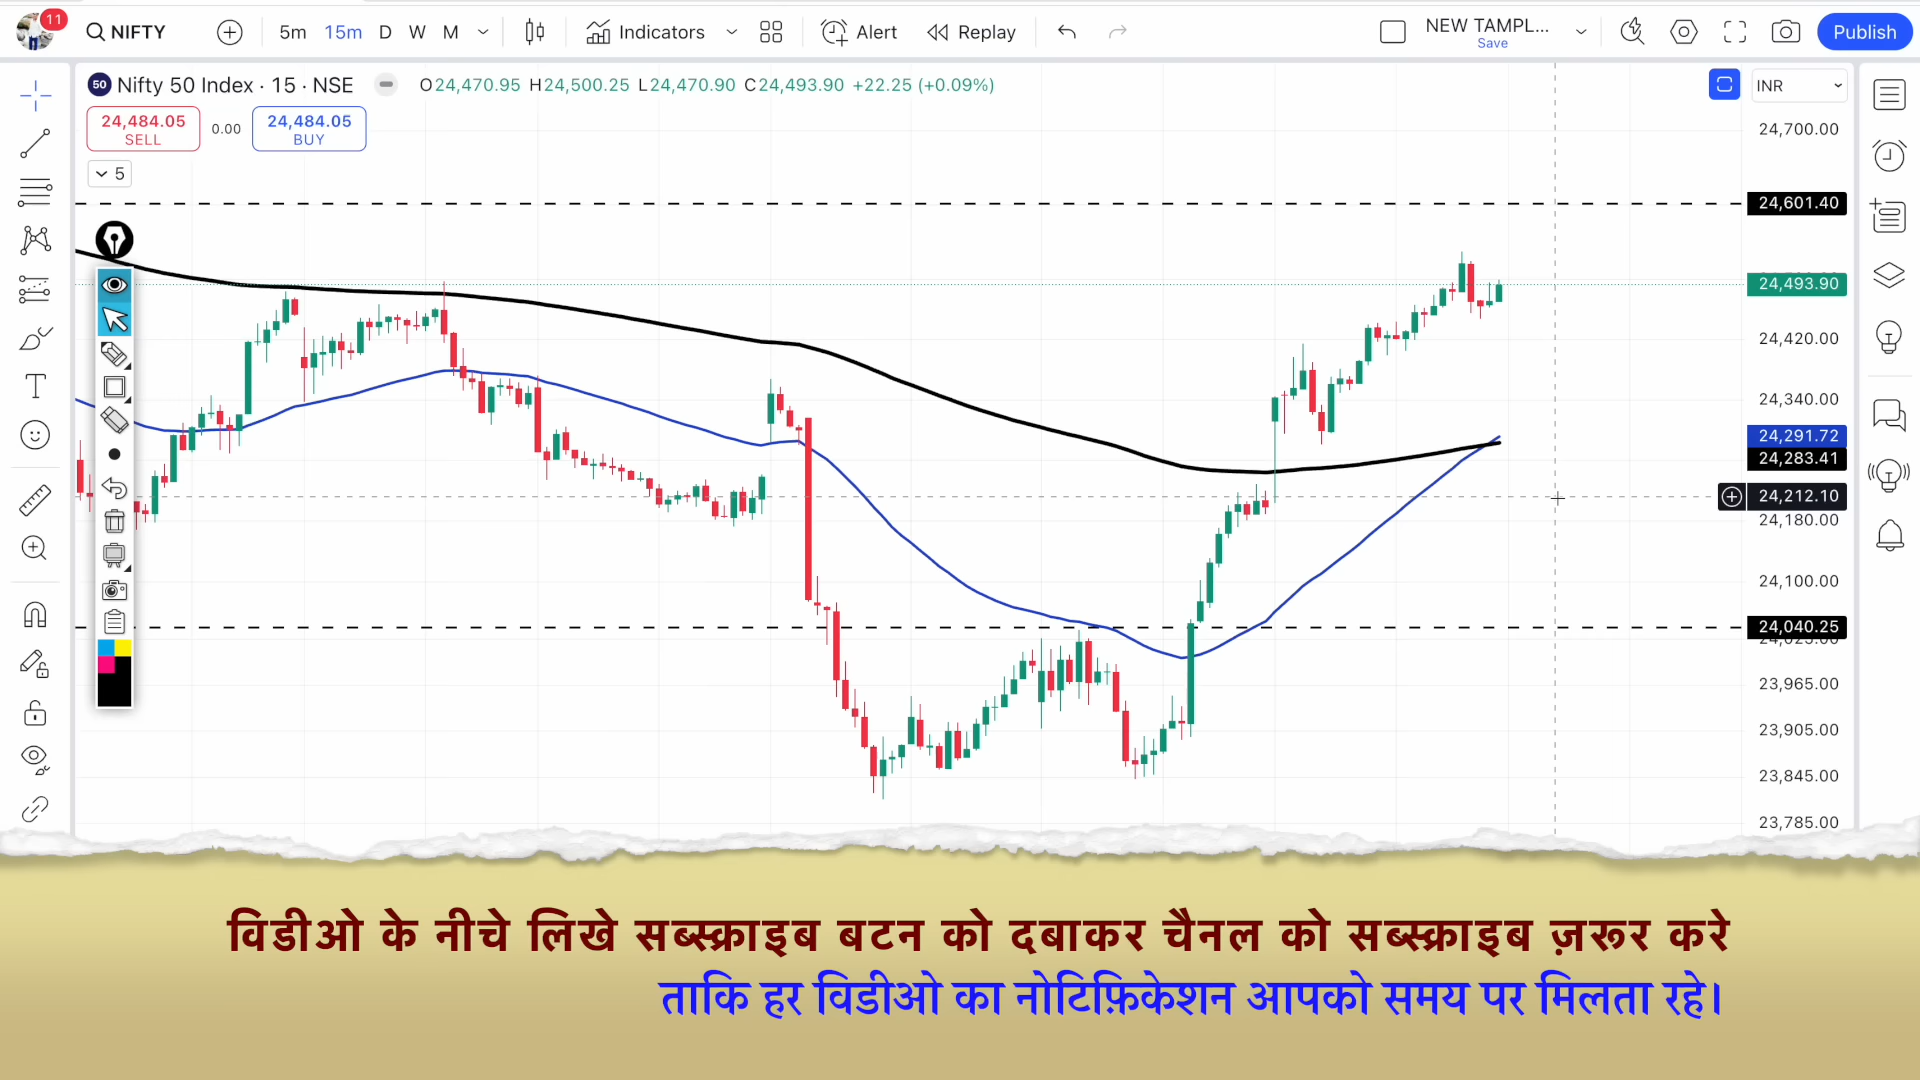 11
NIFTY
5m 15m D W M
Indicators
Alert
Replay
NEW TAMPL...
Save
Publish
50 Nifty 50 Index · 15 · NSE
O24,470.95 H24,500.25 L24,470.90 C24,493.90 +22.25 (+0.09%)
INR
24,484.05
SELL
0.00
24,484.05
BUY
5
24,700.00
24,601.40
24,493.90
24,420.00
24,340.00
24,291.72
24,283.41
24,212.10
24,180.00
24,100.00
24,040.25
23,965.00
23,905.00
23,845.00
23,785.00
विडीओ के नीचे लिखे सब्स्क्राइब बटन को दबाकर चैनल को सब्स्क्राइब ज़रूर करे
ताकि हर विडीओ का नोटिफ़िकेशन आपको समय पर मिलता रहे।